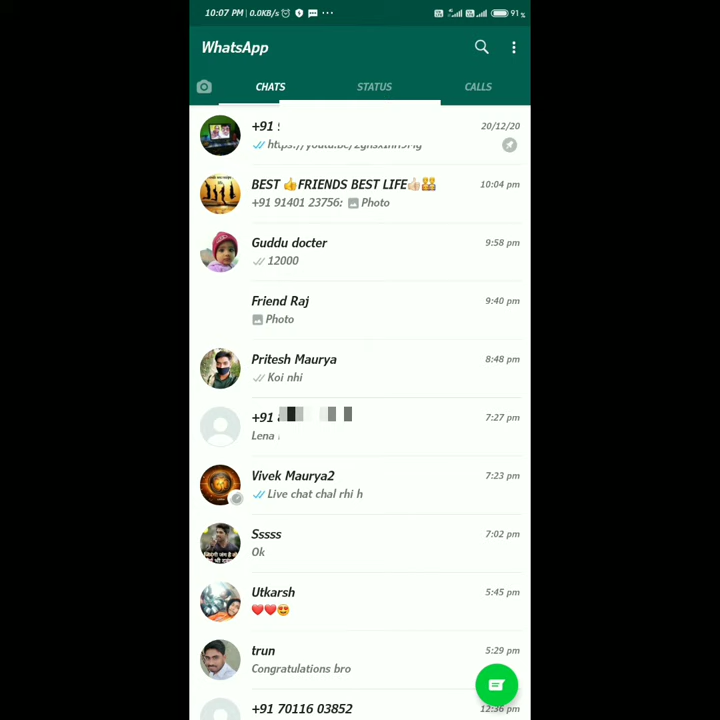 10:07 PM | 0.0KB/s
91%
WhatsApp
CHATS
STATUS
CALLS
+91
20/12/20
BEST 👍FRIENDS BEST LIFE👍🏻👨‍👩‍👧‍👦
10:04 pm
+91 91401 23756: Photo
Guddu docter
9:58 pm
12000
Friend Raj
9:40 pm
Photo
Pritesh Maurya
8:48 pm
Koi nhi
+91
7:27 pm
Lena
Vivek Maurya2
7:23 pm
Live chat chal rhi h
Sssss
7:02 pm
Ok
Utkarsh
5:45 pm
❤️❤️😍
trun
5:29 pm
Congratulations bro
+91 70116 03852
12:36 pm